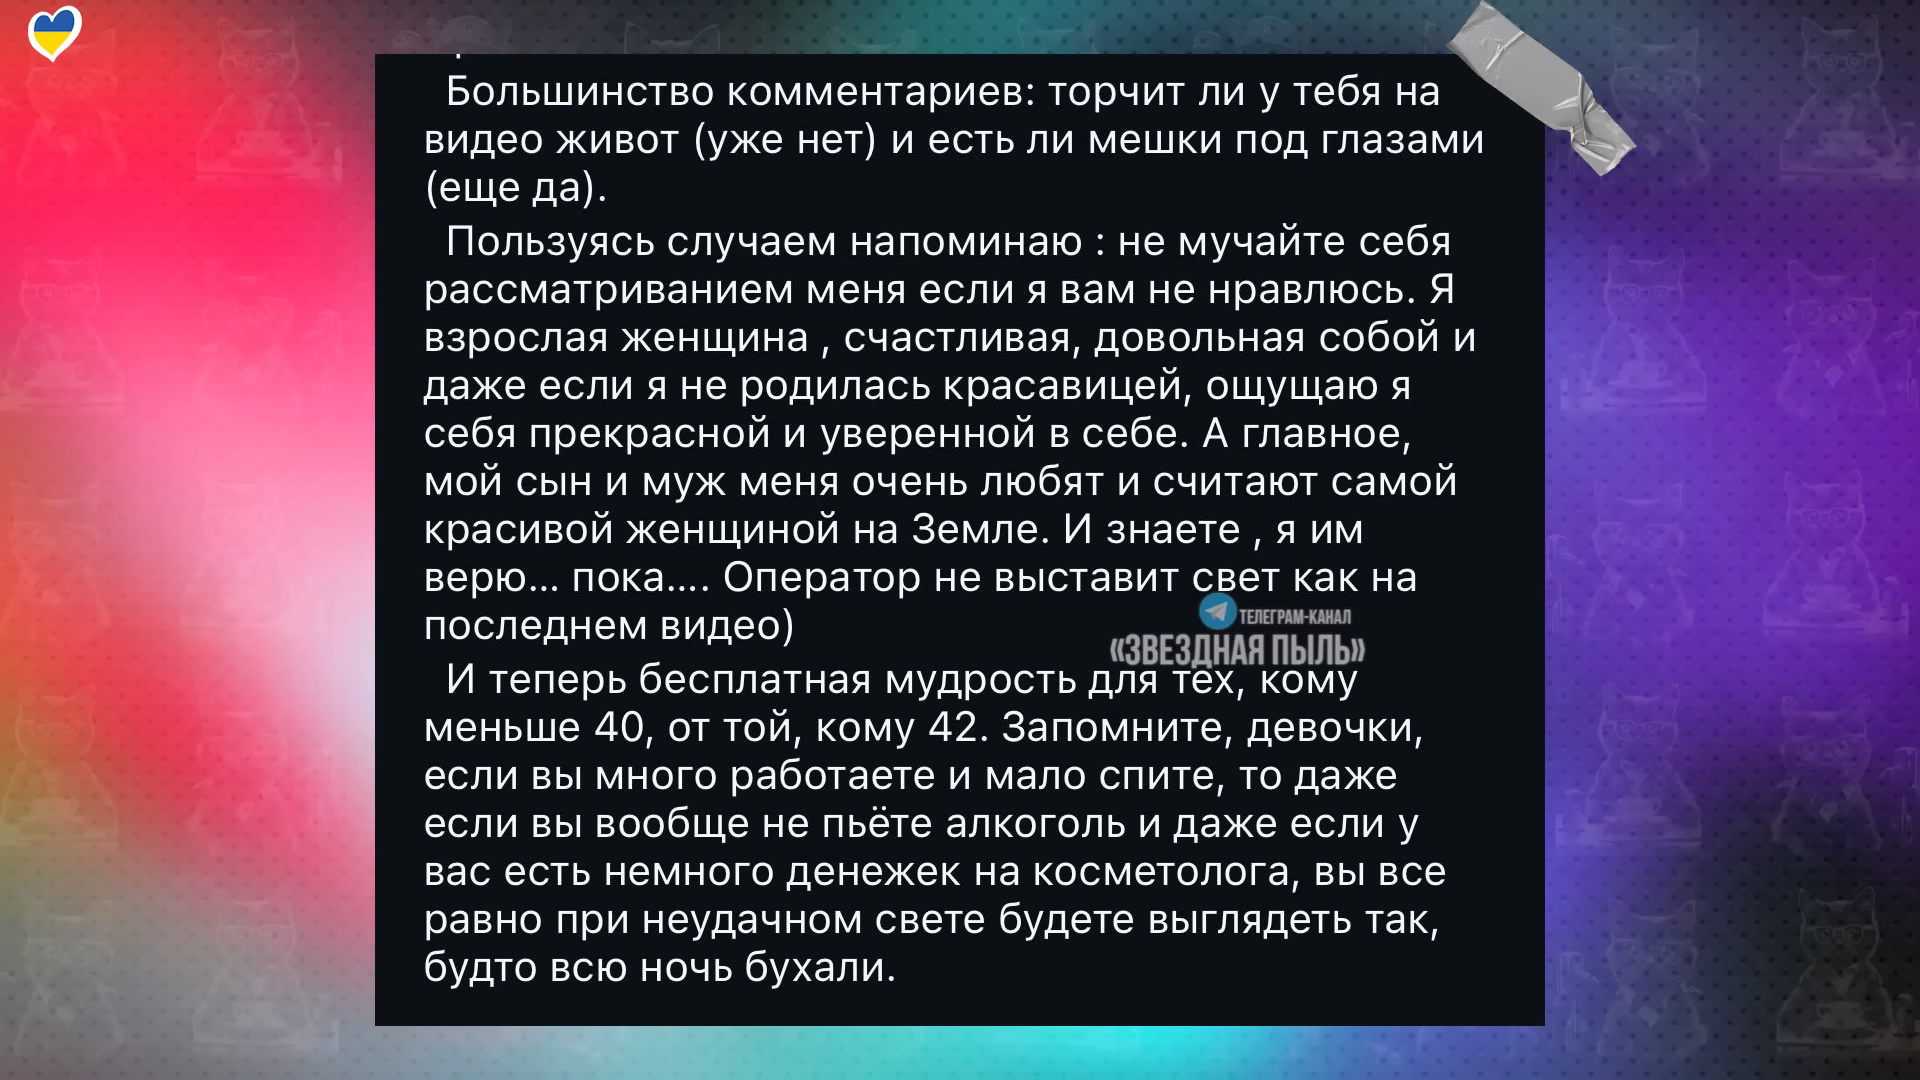 Большинство комментариев: торчит ли у тебя на
видео живот (уже нет) и есть ли мешки под глазами
(еще да).
Пользуясь случаем напоминаю : не мучайте себя
рассматриванием меня если я вам не нравлюсь. Я
взрослая женщина , счастливая, довольная собой и
даже если я не родилась красавицей, ощущаю я
себя прекрасной и уверенной в себе. А главное,
мой сын и муж меня очень любят и считают самой
красивой женщиной на Земле. И знаете , я им
верю... пока.... Оператор не выставит свет как на
последнем видео)
ТЕЛЕГРАМ-КАНАЛ
«ЗВЕЗДНАЯ ПЫЛЬ»
И теперь бесплатная мудрость для тех, кому
меньше 40, от той, кому 42. Запомните, девочки,
если вы много работаете и мало спите, то даже
если вы вообще не пьёте алкоголь и даже если у
вас есть немного денежек на косметолога, вы все
равно при неудачном свете будете выглядеть так,
будто всю ночь бухали.